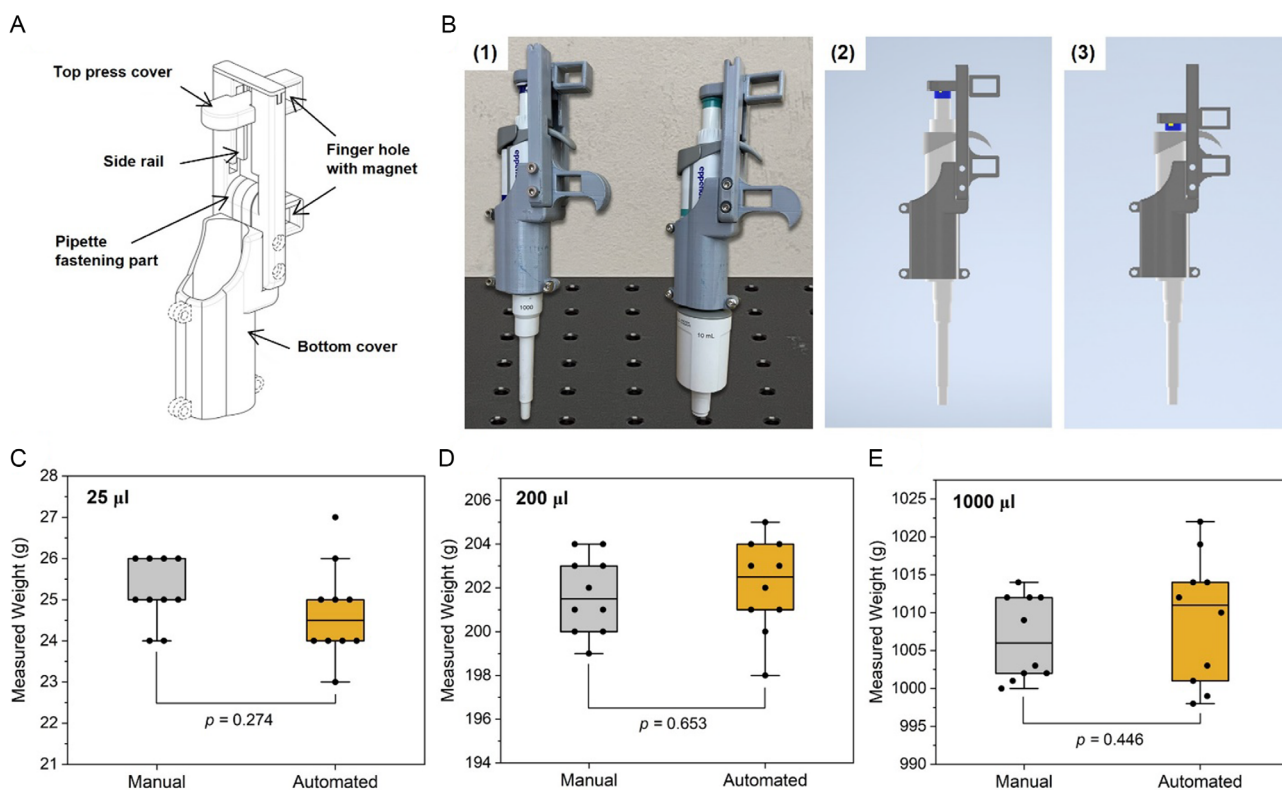 A
Top press cover
Side rail
Pipette
fastening part
Finger hole
with magnet
Bottom cover
B
(1)
eppe
eppe
1000
10 mL
(2)
(3)
C
25 µl
Measured Weight (g)
28
27
26
25
24
23
22
21
p = 0.274
Manual
Automated
D
200 µl
Measured Weight (g)
206
204
202
200
198
196
194
p = 0.653
Manual
Automated
E
1000 µl
Measured Weight (g)
1025
1020
1015
1010
1005
1000
995
990
p = 0.446
Manual
Automated